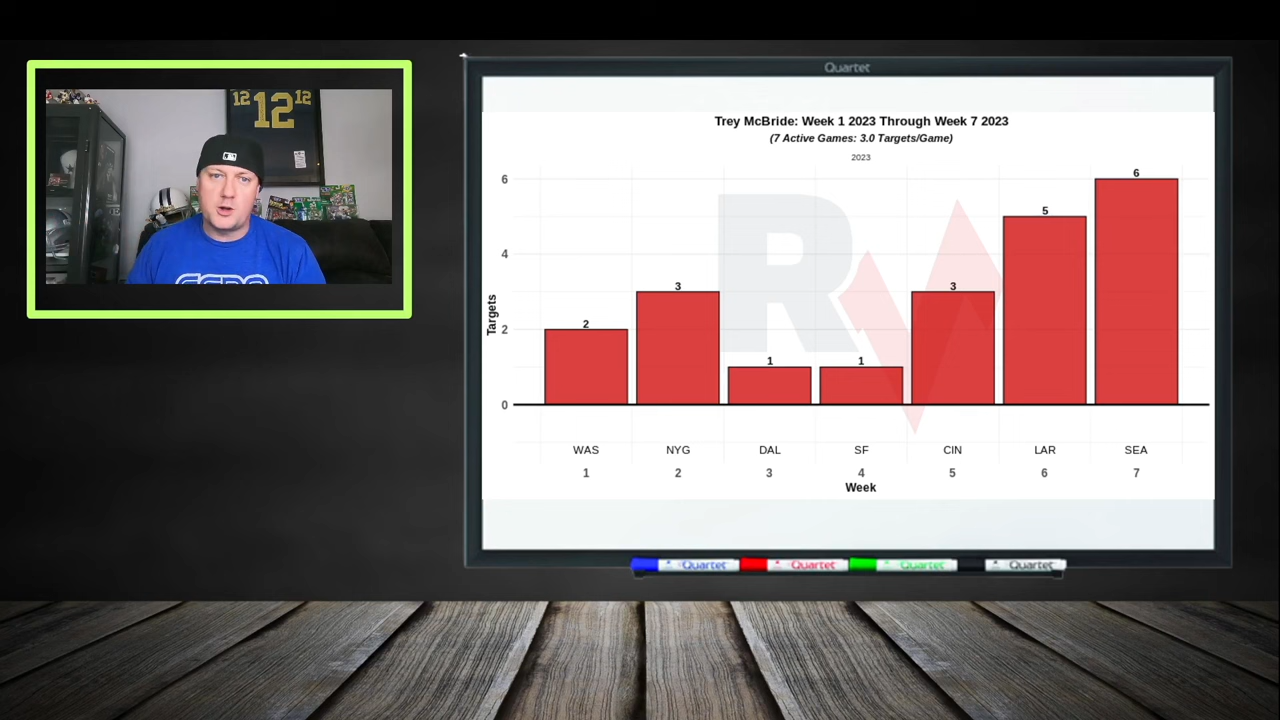 Quartet
12 12 12
Trey McBride: Week 1 2023 Through Week 7 2023
(7 Active Games: 3.0 Targets/Game)
2023
RW
Targets
6
4
2
0
2
3
1
1
3
5
6
WAS NYG DAL SF CIN LAR SEA
1 2 3 4 5 6 7
Week
Quartet Quartet Quartet Quartet